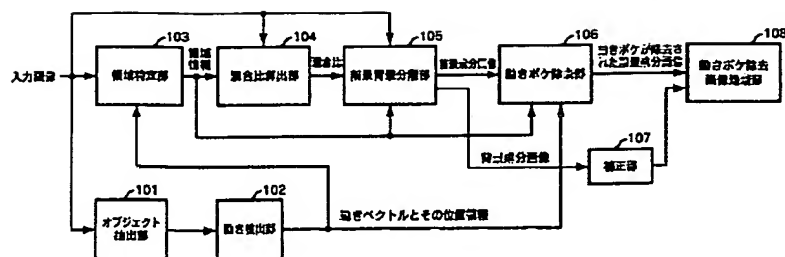 103
104
105
106
108
領域
情報
混合比
前景成分画像
動きボケが除去さ
れた前景成分画像
入力画像
領域特定部
混合比算出部
前景背景分離部
動きボケ除去部
動きボケ除去
画像処理部
107
背景成分画像
補正部
101
102
オブジェクト
抽出部
動き検出部
動きベクトルとその位置情報